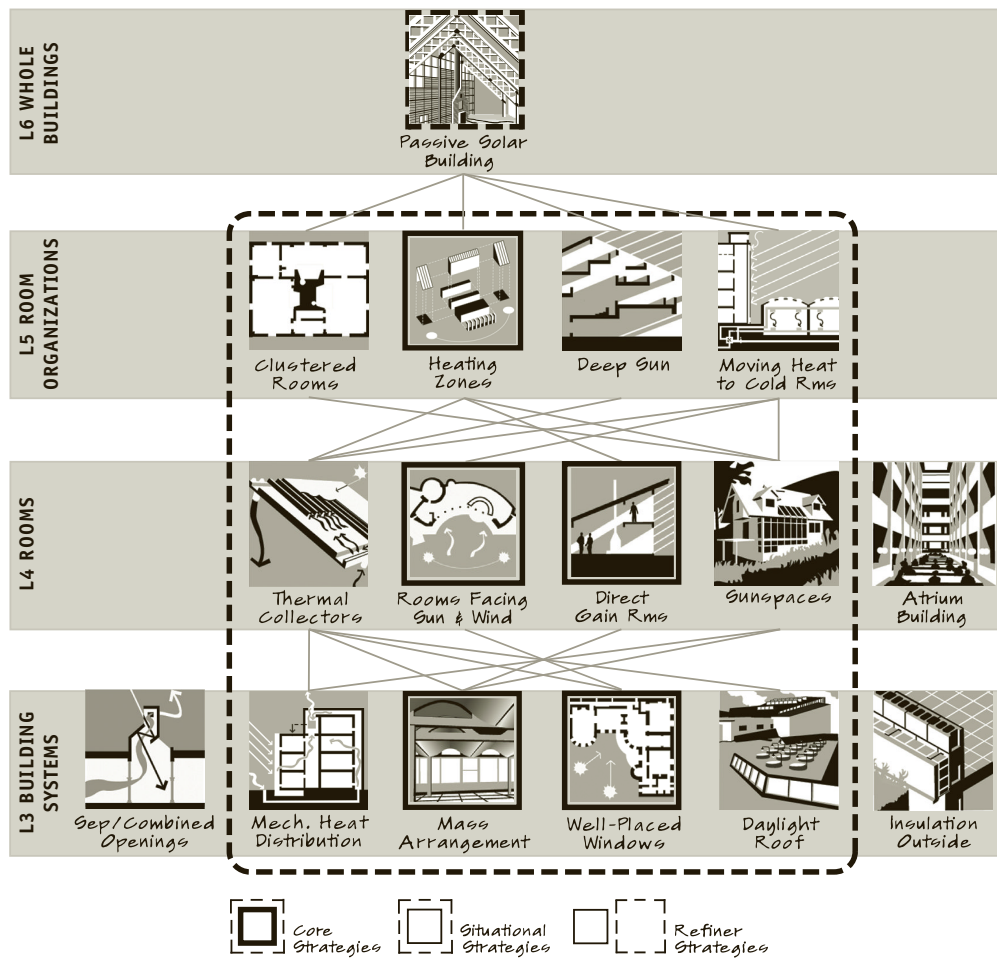 L6 WHOLE
BUILDINGS
Passive Solar
Building
L5 ROOM
ORGANIZATIONS
Clustered
Rooms
Heating
Zones
Deep Sun
Moving Heat
to Cold Rms
L4 ROOMS
Thermal
Collectors
Rooms Facing
Sun & Wind
Direct
Gain Rms
Sunspaces
Atrium
Building
L3 BUILDING
SYSTEMS
Sep/Combined
Openings
Mech. Heat
Distribution
Mass
Arrangement
Well-Placed
Windows
Daylight
Roof
Insulation
Outside
Core
Strategies
Situational
Strategies
Refiner
Strategies